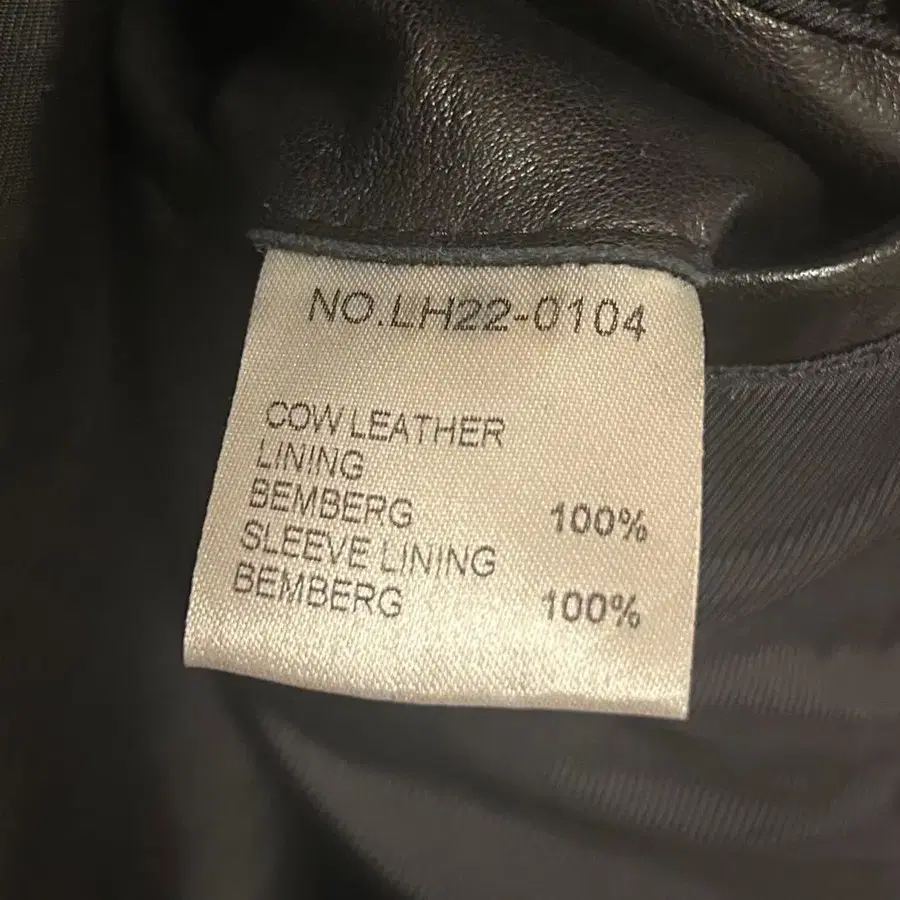 NO.LH22-0104
COW LEATHER
LINING
BEMBERG 100%
SLEEVE LINING
BEMBERG 100%